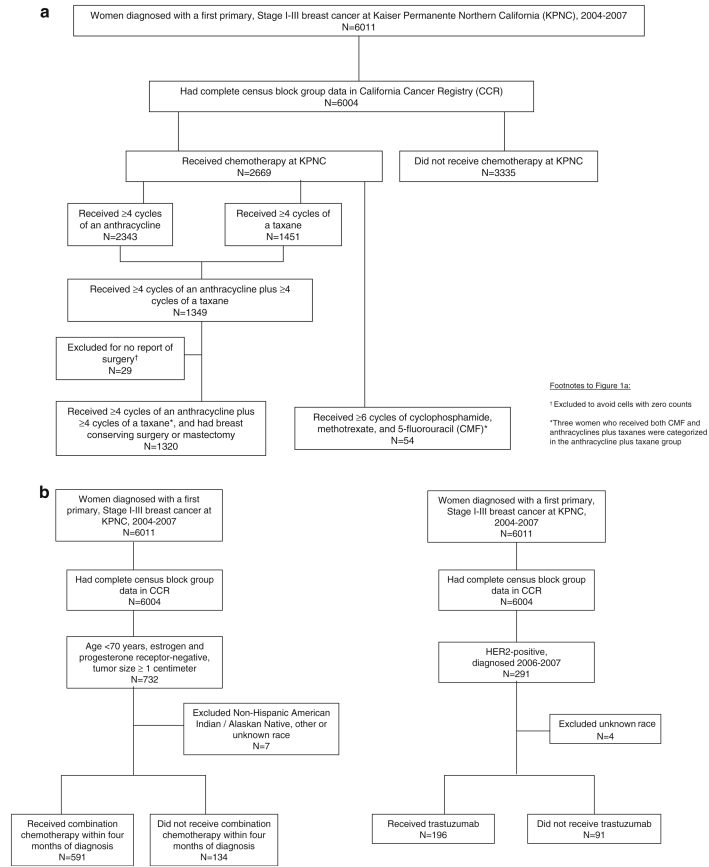 a
Women diagnosed with a first primary, Stage I-III breast cancer at Kaiser Permanente Northern California (KPNC), 2004-2007
N=6011
Had complete census block group data in California Cancer Registry (CCR)
N=6004
Received chemotherapy at KPNC
N=2669
Did not receive chemotherapy at KPNC
N=3335
Received ≥4 cycles
of an anthracycline
N=2343
Received ≥4 cycles of
a taxane
N=1451
Received ≥4 cycles of an anthracycline plus ≥4
cycles of a taxane
N=1349
Excluded for no report of
surgery†
N=29
Received ≥4 cycles of an anthracycline plus
≥4 cycles of a taxane*, and had breast
conserving surgery or mastectomy
N=1320
Received ≥6 cycles of cyclophosphamide,
methotrexate, and 5-fluorouracil (CMF)*
N=54
Footnotes to Figure 1a:
†Excluded to avoid cells with zero counts
*Three women who received both CMF and
anthracyclines plus taxanes were categorized
in the anthracycline plus taxane group
b
Women diagnosed with a first
primary, Stage I-III breast cancer at
KPNC, 2004-2007
N=6011
Had complete census block group
data in CCR
N=6004
Age <70 years, estrogen and
progesterone receptor-negative,
tumor size ≥ 1 centimeter
N=732
Excluded Non-Hispanic American
Indian / Alaskan Native, other or
unknown race
N=7
Received combination
chemotherapy within four
months of diagnosis
N=591
Did not receive combination
chemotherapy within four
months of diagnosis
N=134
Women diagnosed with a first primary,
Stage I-III breast cancer at KPNC,
2004-2007
N=6011
Had complete census block group
data in CCR
N=6004
HER2-positive,
diagnosed 2006-2007
N=291
Excluded unknown race
N=4
Received trastuzumab
N=196
Did not receive trastuzumab
N=91